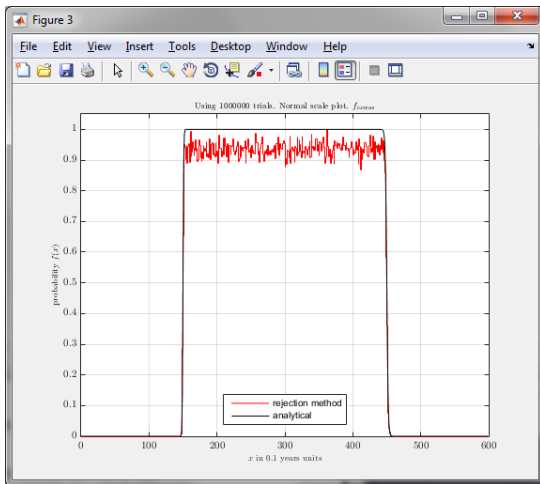 Figure 3
File Edit View Insert Tools Desktop Window Help
Using 1000000 trials. Normal scale plot. f_census
1
0.9
0.8
0.7
0.6
0.5
0.4
0.3
0.2
0.1
0
probability f(x)
rejection method
analytical
0 100 200 300 400 500 600
x in 0.1 years units